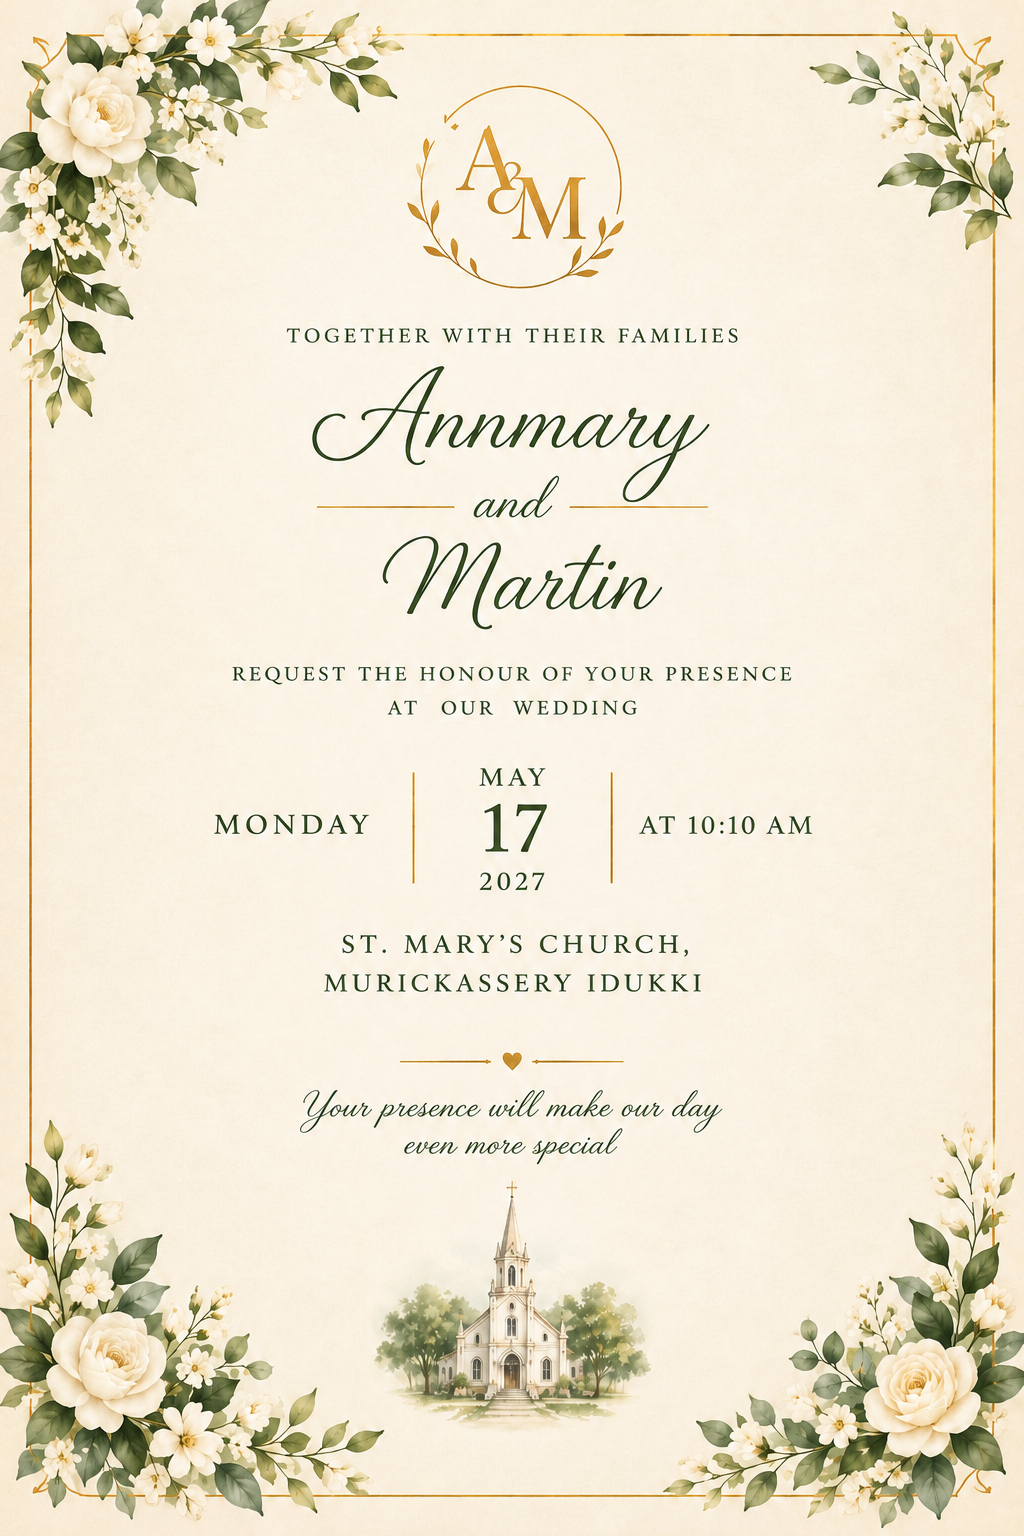 A&M
TOGETHER WITH THEIR FAMILIES
Annmary
and
Martin
REQUEST THE HONOUR OF YOUR PRESENCE
AT OUR WEDDING
MONDAY
MAY
17
2027
AT 10:10 AM
ST. MARY’S CHURCH,
MURICKASSERY IDUKKI
Your presence will make our day
even more special